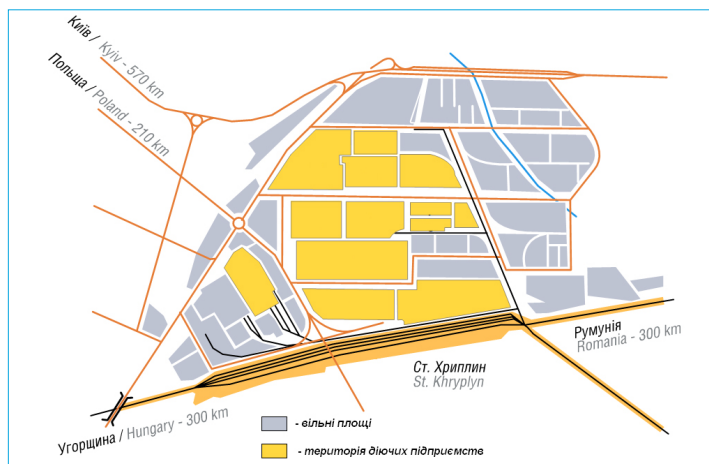 Київ / Kyiv - 570 km
Польща / Poland - 210 km
Румунія
Romania - 300 km
Ст. Хриплин
St. Khryplyn
Угорщина / Hungary - 300 km
- вільні площі
- територія діючих підприємств